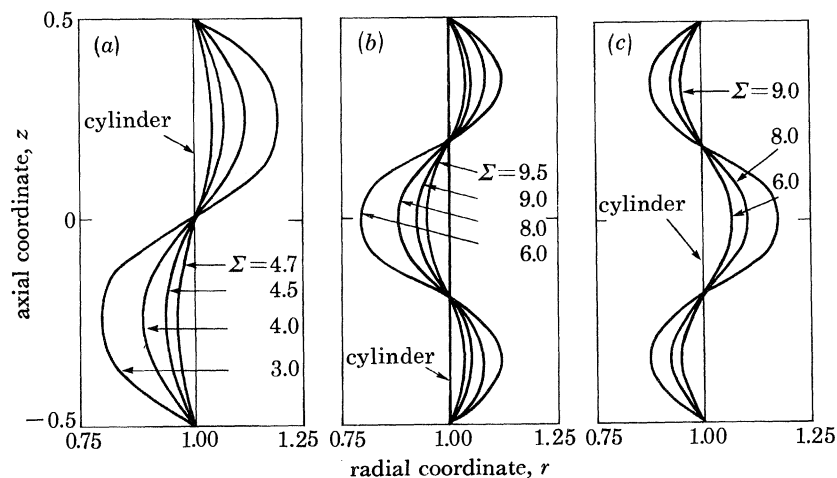 0.5
(a)
cylinder
0
Σ=4.7
4.5
4.0
3.0
−0.5
0.75
1.00
1.25
(b)
Σ=9.5
9.0
8.0
6.0
cylinder
0.75
1.00
1.25
(c)
Σ=9.0
8.0
6.0
cylinder
0.75
1.00
1.25
axial coordinate, z
radial coordinate, r